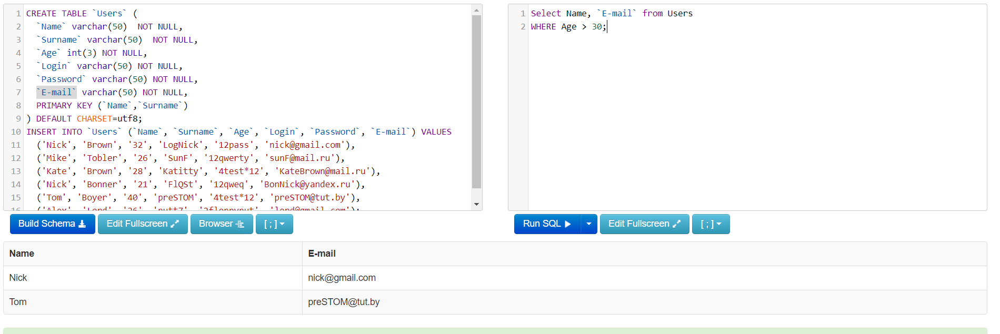 1 CREATE TABLE `Users` (
2 `Name` varchar(50)  NOT NULL,
3 `Surname` varchar(50)  NOT NULL,
4 `Age` int(3) NOT NULL,
5 `Login` varchar(50) NOT NULL,
6 `Password` varchar(50) NOT NULL,
7 `E-mail` varchar(50) NOT NULL,
8 PRIMARY KEY (`Name`,`Surname`)
9 ) DEFAULT CHARSET=utf8;
10 INSERT INTO `Users` (`Name`, `Surname`, `Age`, `Login`, `Password`, `E-mail`) VALUES
11 ('Nick', 'Brown', '32', 'LogNick', '12pass', 'nick@gmail.com'),
12 ('Mike', 'Tobler', '26', 'SunF', '12qwerty', 'sunF@mail.ru'),
13 ('Kate', 'Brown', '28', 'Katitty', '4test*12', 'KateBrown@mail.ru'),
14 ('Nick', 'Bonner', '21', 'FlQSt', '12qweq', 'BonNick@yandex.ru'),
15 ('Tom', 'Boyer', '40', 'preSTOM', '4test*12', 'preSTOM@tut.by'),
1 Select Name, `E-mail` from Users
2 WHERE Age > 30;
Build Schema Edit Fullscreen Browser [ ; ]
Run SQL Edit Fullscreen [ ; ]
Name E-mail
Nick nick@gmail.com
Tom preSTOM@tut.by